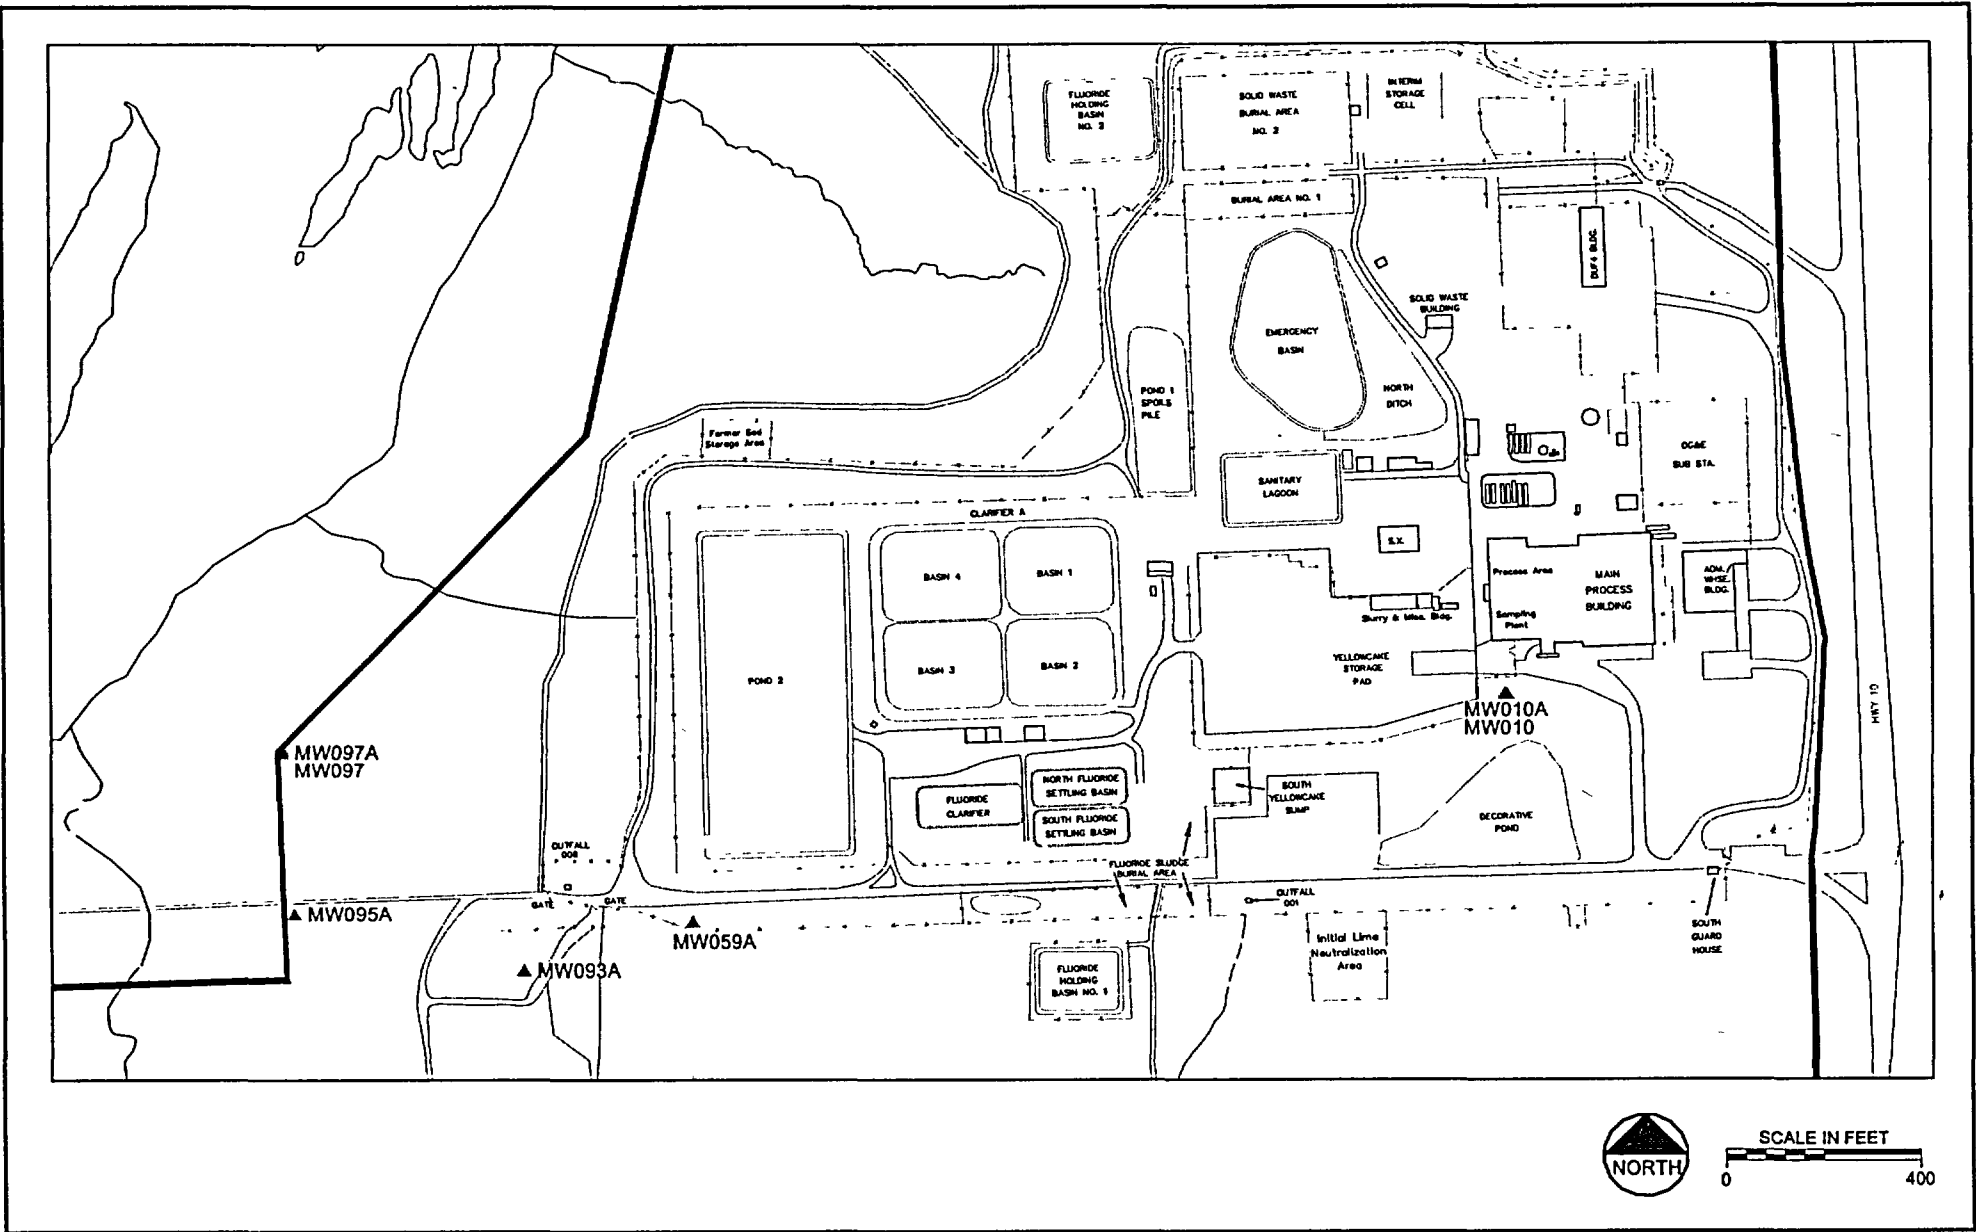 FLUORIDE
HOLDING
BASIN
NO. 2
SOLID WASTE
BURIAL AREA
NO. 2
INTERIM
STORAGE
CELL
BURIAL AREA NO. 1
DUF4 BLDG.
SOLID WASTE
BUILDING
EMERGENCY
BASIN
NORTH
DITCH
POND 1
SPOILS
PILE
Former Sod
Storage Area
OG&E
SUB STA.
SANITARY
LAGOON
CLARIFIER A
S.X.
BASIN 4
BASIN 1
Process Area
MAIN
PROCESS
BUILDING
ADM.
WHSE.
BLDG.
Sampling
Plant
Slurry & Misc. Bldg.
BASIN 3
BASIN 2
YELLOWCAKE
STORAGE
PAD
POND 2
MW010A
MW010
HWY 10
MW097A
MW097
NORTH FLUORIDE
SETTLING BASIN
FLUORIDE
CLARIFIER
SOUTH FLUORIDE
SETTLING BASIN
SOUTH
YELLOWCAKE
SUMP
DECORATIVE
POND
OUTFALL
008
FLUORIDE SLUDGE
BURIAL AREA
GATE
GATE
OUTFALL
001
MW095A
MW059A
MW093A
Initial Lime
Neutralization
Area
SOUTH
GUARD
HOUSE
FLUORIDE
HOLDING
BASIN NO. 1
NORTH
SCALE IN FEET
0
400